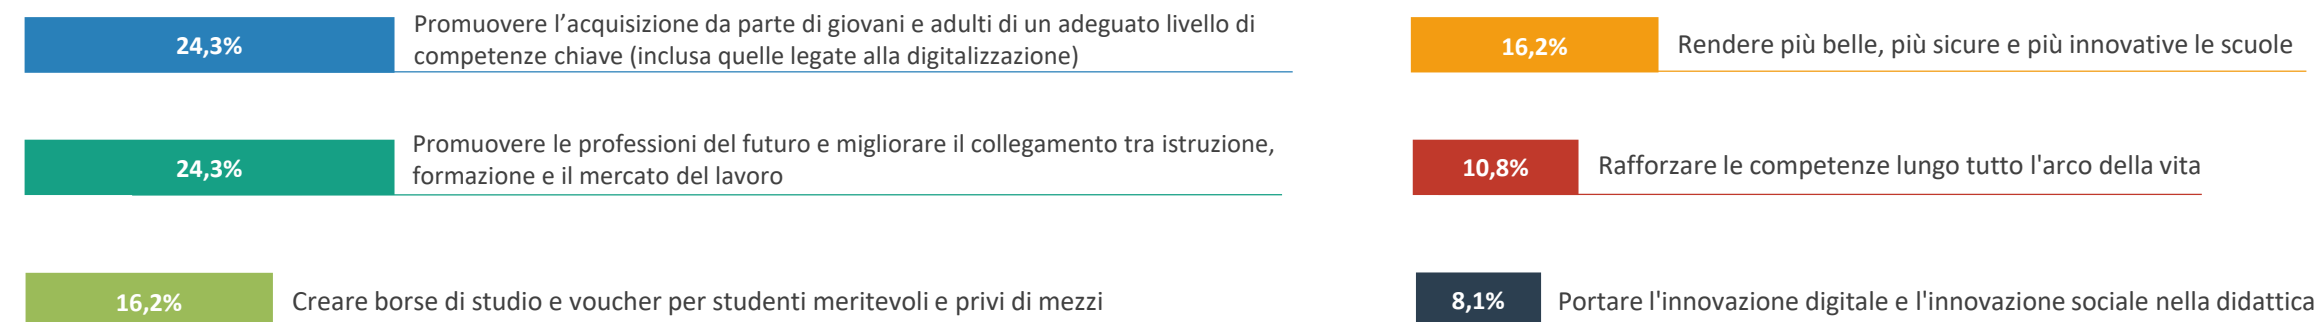 24,3%
Promuovere l’acquisizione da parte di giovani e adulti di un adeguato livello di
competenze chiave (inclusa quelle legate alla digitalizzazione)
24,3%
Promuovere le professioni del futuro e migliorare il collegamento tra istruzione,
formazione e il mercato del lavoro
16,2%
Creare borse di studio e voucher per studenti meritevoli e privi di mezzi
16,2%
Rendere più belle, più sicure e più innovative le scuole
10,8%
Rafforzare le competenze lungo tutto l'arco della vita
8,1%
Portare l'innovazione digitale e l'innovazione sociale nella didattica